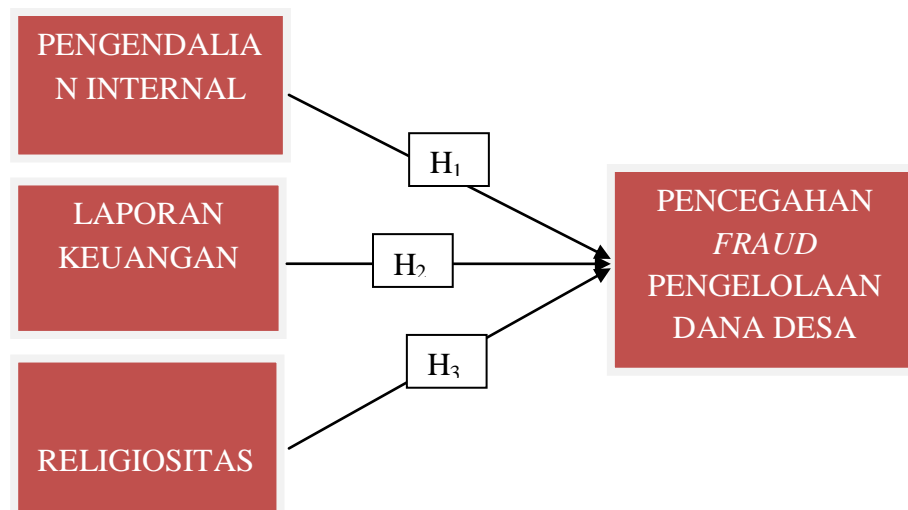 PENGENDALIA
N INTERNAL
H₁
LAPORAN
KEUANGAN
H₂
PENCEGAHAN
FRAUD
PENGELOLAAN
DANA DESA
H₃
RELIGIOSITAS